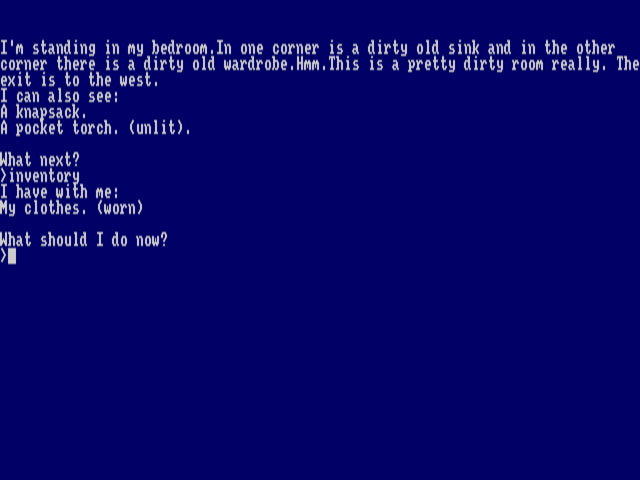 I'm standing in my bedroom.In one corner is a dirty old sink and in the other
corner there is a dirty old wardrobe.Hmm.This is a pretty dirty room really. The
exit is to the west.
I can also see:
A knapsack.
A pocket torch. (unlit).
What next?
>inventory
I have with me:
My clothes. (worn)
What should I do now?
>